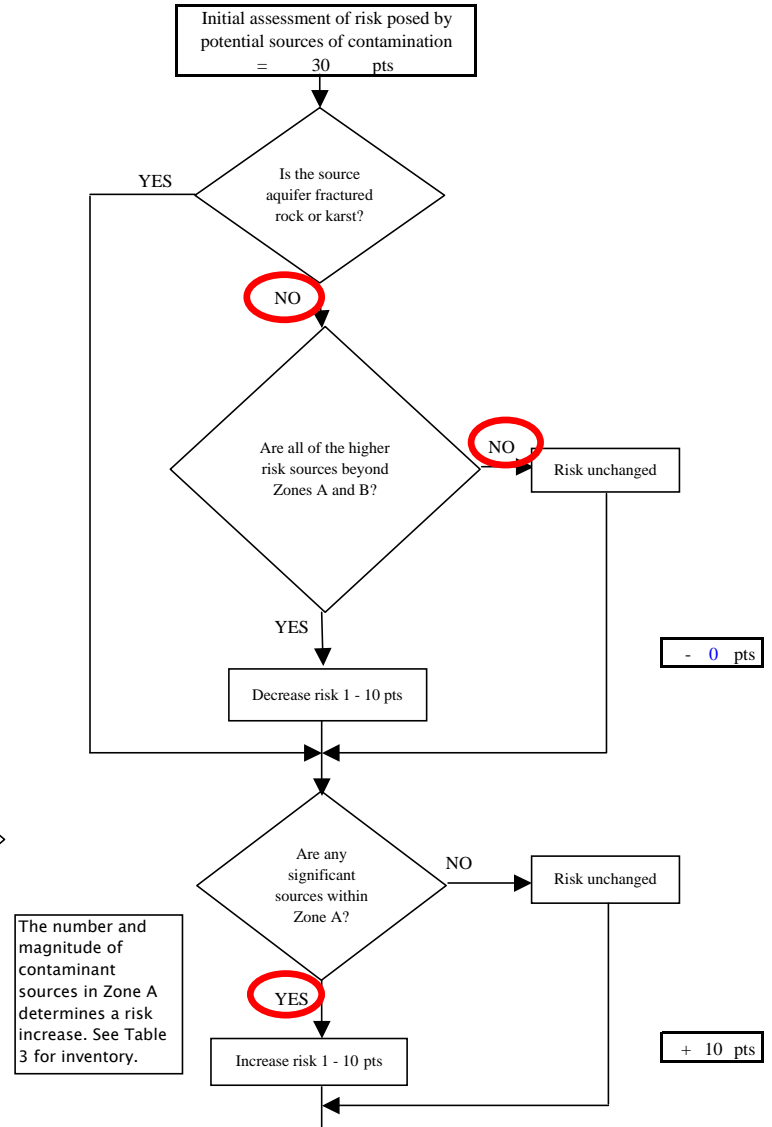 Initial assessment of risk posed by
potential sources of contamination
= 30 pts
YES
Is the source
aquifer fractured
rock or karst?
NO
Are all of the higher
risk sources beyond
Zones A and B?
NO
Risk unchanged
YES
- 0 pts
Decrease risk 1 - 10 pts
Are any
significant
sources within
Zone A?
NO
Risk unchanged
The number and
magnitude of
contaminant
sources in Zone A
determines a risk
increase. See Table
3 for inventory.
YES
Increase risk 1 - 10 pts
+ 10 pts